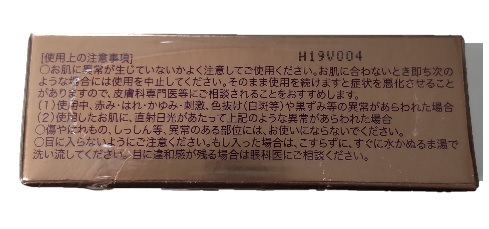 [使用上の注意事項] H19V004
○お肌に異常が生じていないかよく注意してご使用ください。お肌に合わないとき即ち次の
ような場合には使用を中止してください。そのまま使用を続けますと症状を悪化させること
がありますので、皮膚科専門医等にご相談されることをおすすめします。
(1)使用中、赤み・はれ・かゆみ・刺激、色抜け(白斑等)や黒ずみ等の異常があらわれた場合
(2)使用したお肌に、直射日光があたって上記のような異常があらわれた場合
○傷やはれもの、しっしん等、異常のある部位には、お使いにならないでください。
○目に入らないようにご注意ください。もし入った場合は、こすらずに、すぐに水かぬるま湯で
洗い流してください。目に違和感が残る場合は眼科医にご相談ください。